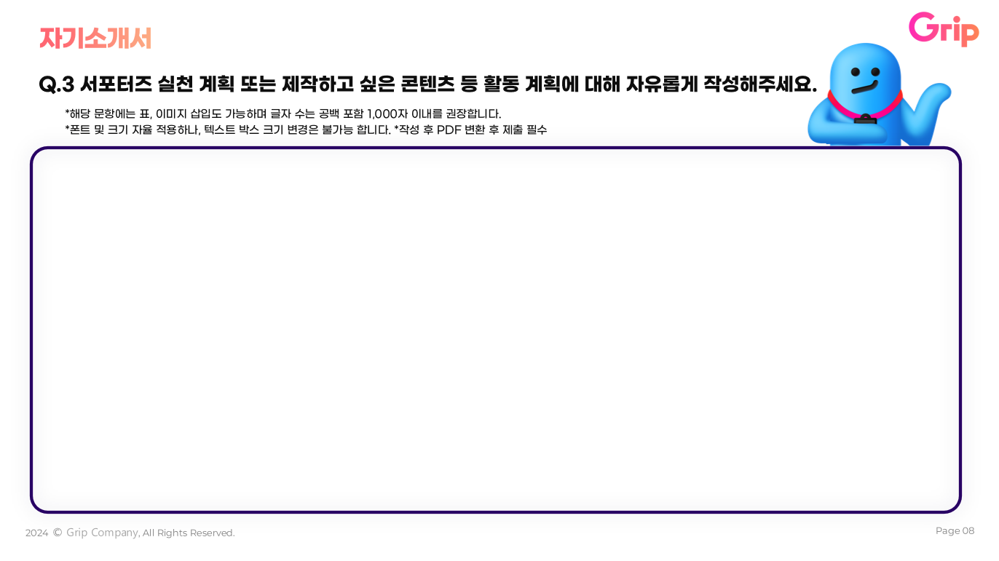 Grip
자기소개서
Q.3 서포터즈 실천 계획 또는 제작하고 싶은 콘텐츠 등 활동 계획에 대해 자유롭게 작성해주세요.
*해당 문항에는 표, 이미지 삽입도 가능하며 글자 수는 공백 포함 1,000자 이내를 권장합니다.
*폰트 및 크기 자율 적용하나, 텍스트 박스 크기 변경은 불가능 합니다. *작성 후 PDF 변환 후 제출 필수
2024 © Grip Company, All Rights Reserved.
Page 08